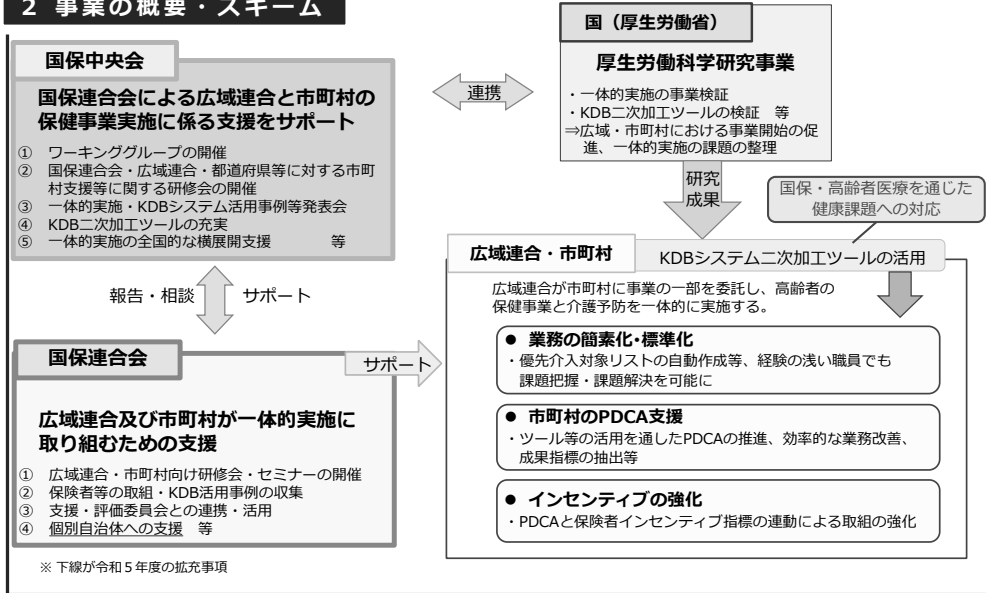 2 事業の概要・スキーム
国保中央会
国保連合会による広域連合と市町村の
保健事業実施に係る支援をサポート
① ワーキンググループの開催
② 国保連合会・広域連合・都道府県等に対する市町
村支援等に関する研修会の開催
③ 一体的実施・KDBシステム活用事例等発表会
④ KDB二次加工ツールの充実
⑤ 一体的実施の全国的な横展開支援 等
連携
国（厚生労働省）
厚生労働科学研究事業
・一体的実施の事業検証
・KDB二次加工ツールの検証 等
⇒広域・市町村における事業開始の促
進、一体的実施の課題の整理
研究
成果
国保・高齢者医療を通じた
健康課題への対応
報告・相談
サポート
国保連合会
広域連合及び市町村が一体的実施に
取り組むための支援
① 広域連合・市町村向け研修会・セミナーの開催
② 保険者等の取組・KDB活用事例の収集
③ 支援・評価委員会との連携・活用
④ 個別自治体への支援 等
※ 下線が令和５年度の拡充事項
サポート
広域連合・市町村
KDBシステム二次加工ツールの活用
広域連合が市町村に事業の一部を委託し、高齢者の
保健事業と介護予防を一体的に実施する。
● 業務の簡素化・標準化
・優先介入対象リストの自動作成等、経験の浅い職員でも
課題把握・課題解決を可能に
● 市町村のPDCA支援
・ツール等の活用を通したPDCAの推進、効率的な業務改善、
成果指標の抽出等
● インセンティブの強化
・PDCAと保険者インセンティブ指標の連動による取組の強化